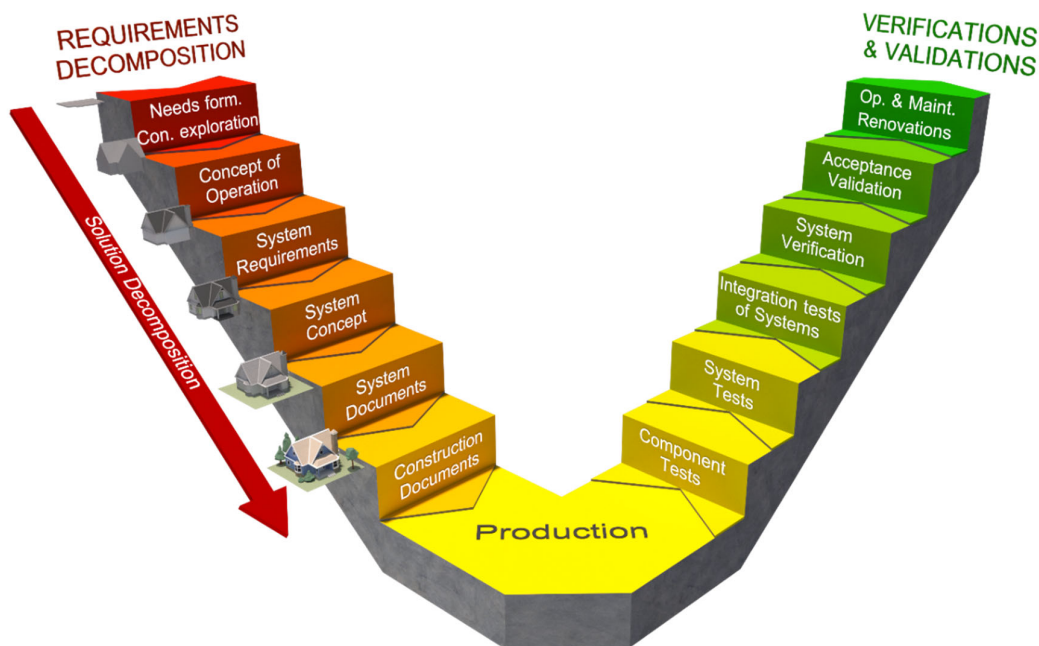 REQUIREMENTS
DECOMPOSITION
Needs form.
Con. exploration
Concept of
Operation
System
Requirements
System
Concept
System
Documents
Construction
Documents
Solution Decomposition
Production
VERIFICATIONS
& VALIDATIONS
Op. & Maint.
Renovations
Acceptance
Validation
System
Verification
Integration tests
of Systems
System
Tests
Component
Tests